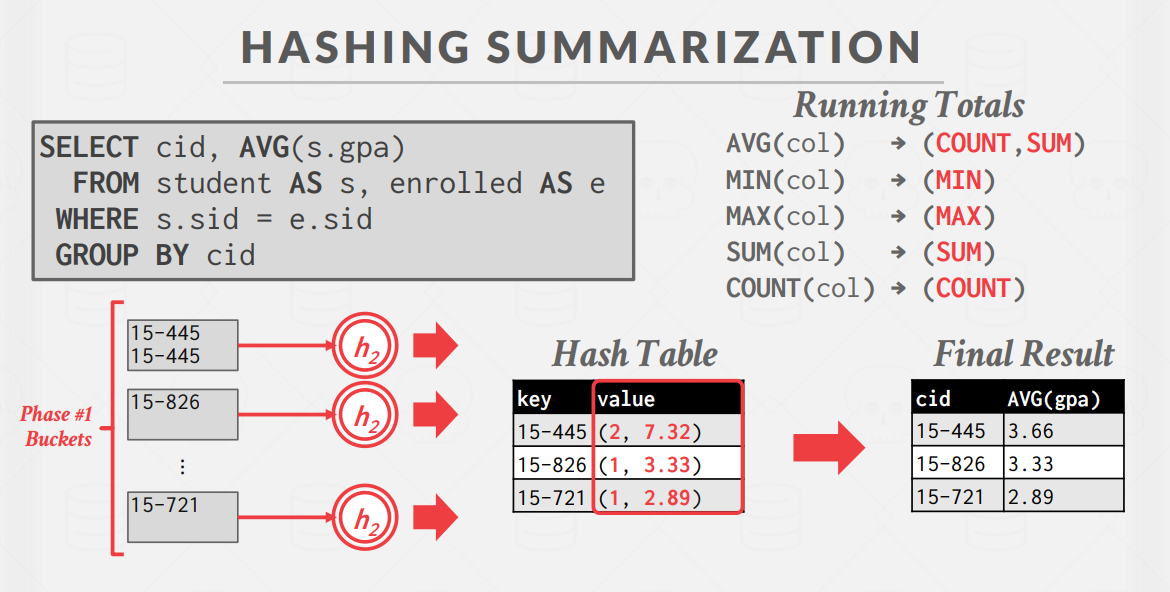 HASHING SUMMARIZATION
SELECT cid, AVG(s.gpa)
FROM student AS s, enrolled AS e
WHERE s.sid = e.sid
GROUP BY cid
Running Totals
AVG(col) → (COUNT,SUM)
MIN(col) → (MIN)
MAX(col) → (MAX)
SUM(col) → (SUM)
COUNT(col) → (COUNT)
Phase #1
Buckets
15-445
15-445
h2
15-826
h2
⋮
15-721
h2
Hash Table
key value
15-445 (2, 7.32)
15-826 (1, 3.33)
15-721 (1, 2.89)
Final Result
cid AVG(gpa)
15-445 3.66
15-826 3.33
15-721 2.89